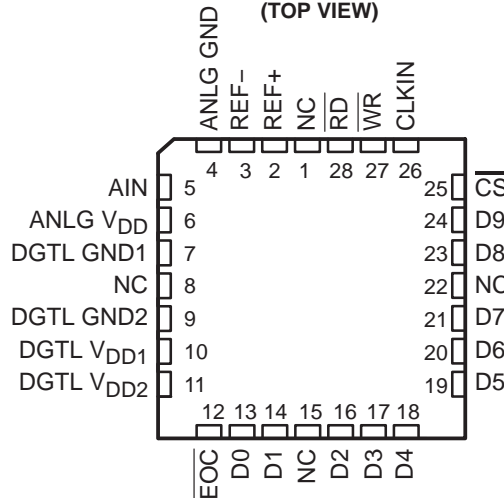 (TOP VIEW)
ANLG GND
REF−
REF+
NC
RD
WR
CLKIN
4 3 2 1 28 27 26
AIN 5
ANLG VDD 6
DGTL GND1 7
NC 8
DGTL GND2 9
DGTL VDD1 10
DGTL VDD2 11
25 CS
24 D9
23 D8
22 NC
21 D7
20 D6
19 D5
12 13 14 15 16 17 18
EOC
D0
D1
NC
D2
D3
D4